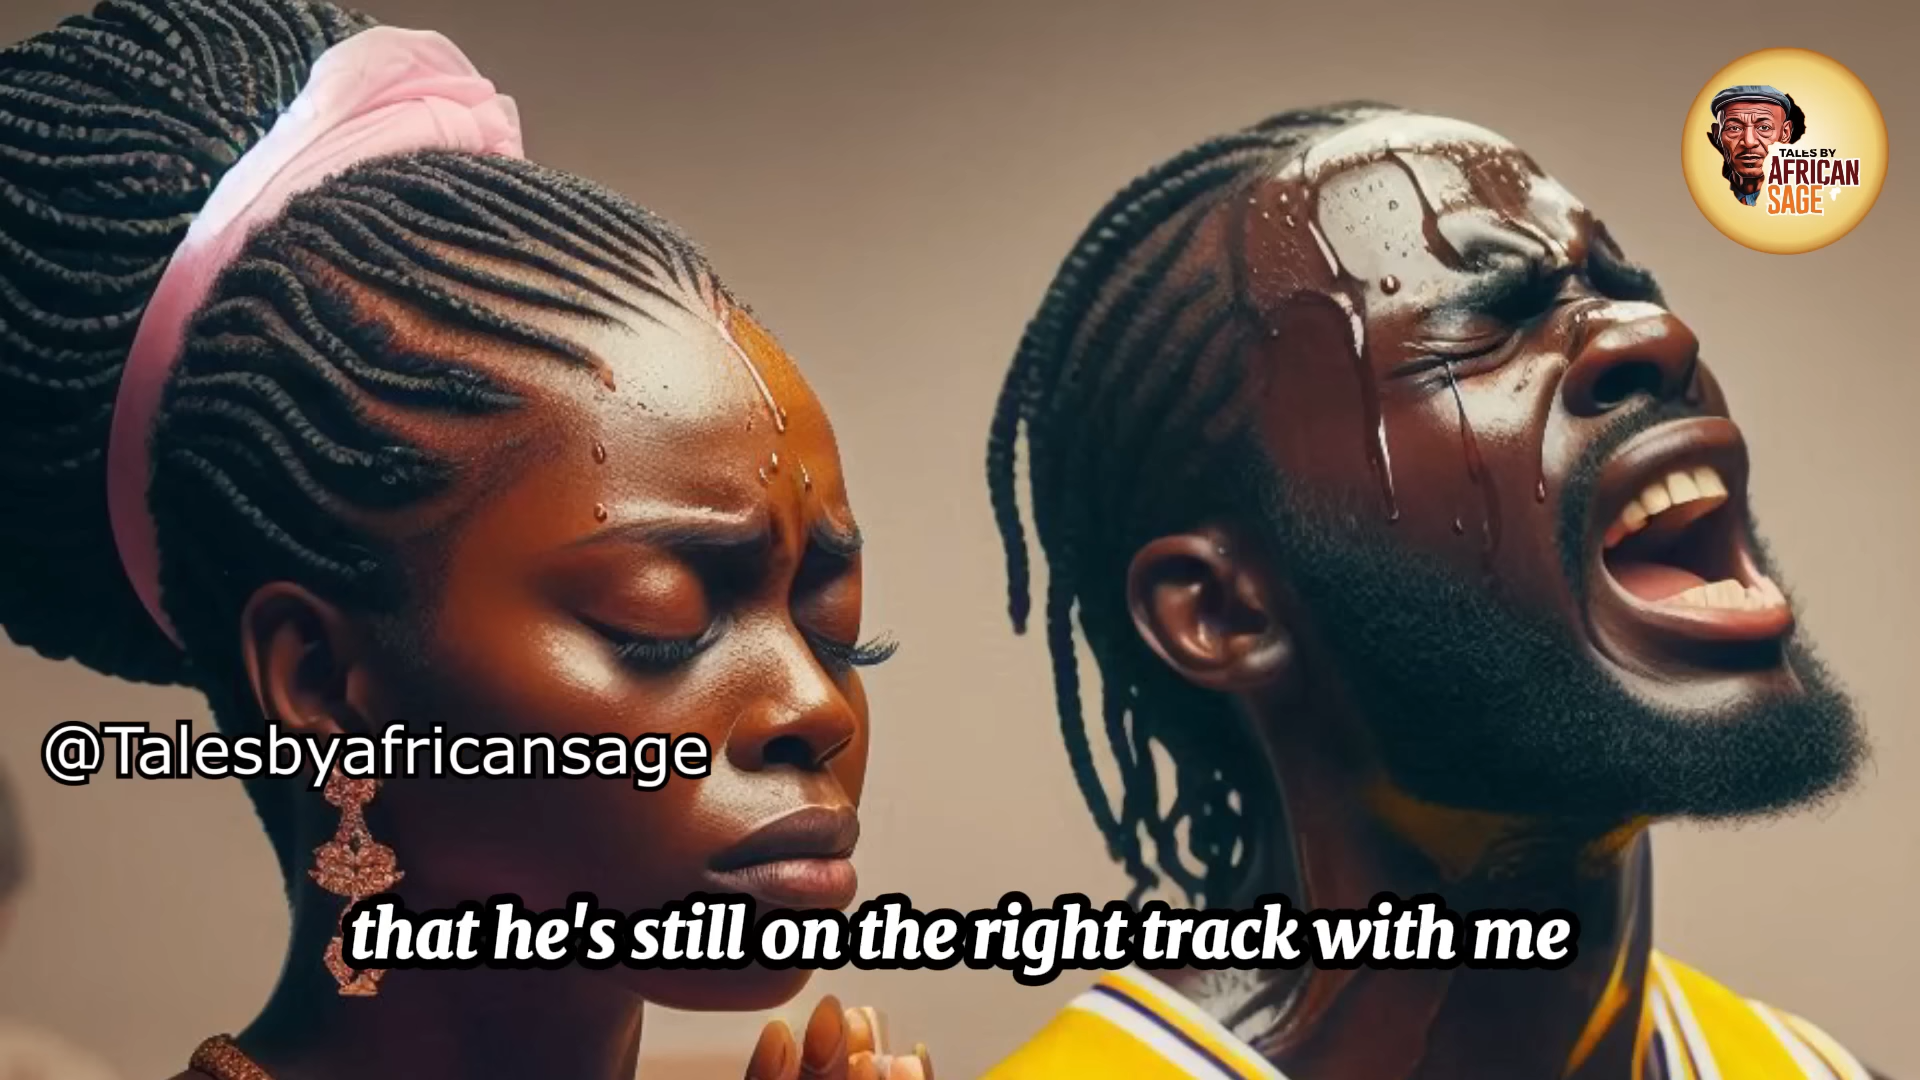 TALES BY
AFRICAN
SAGE
@Talesbyafricansage
that he's still on the right track with me